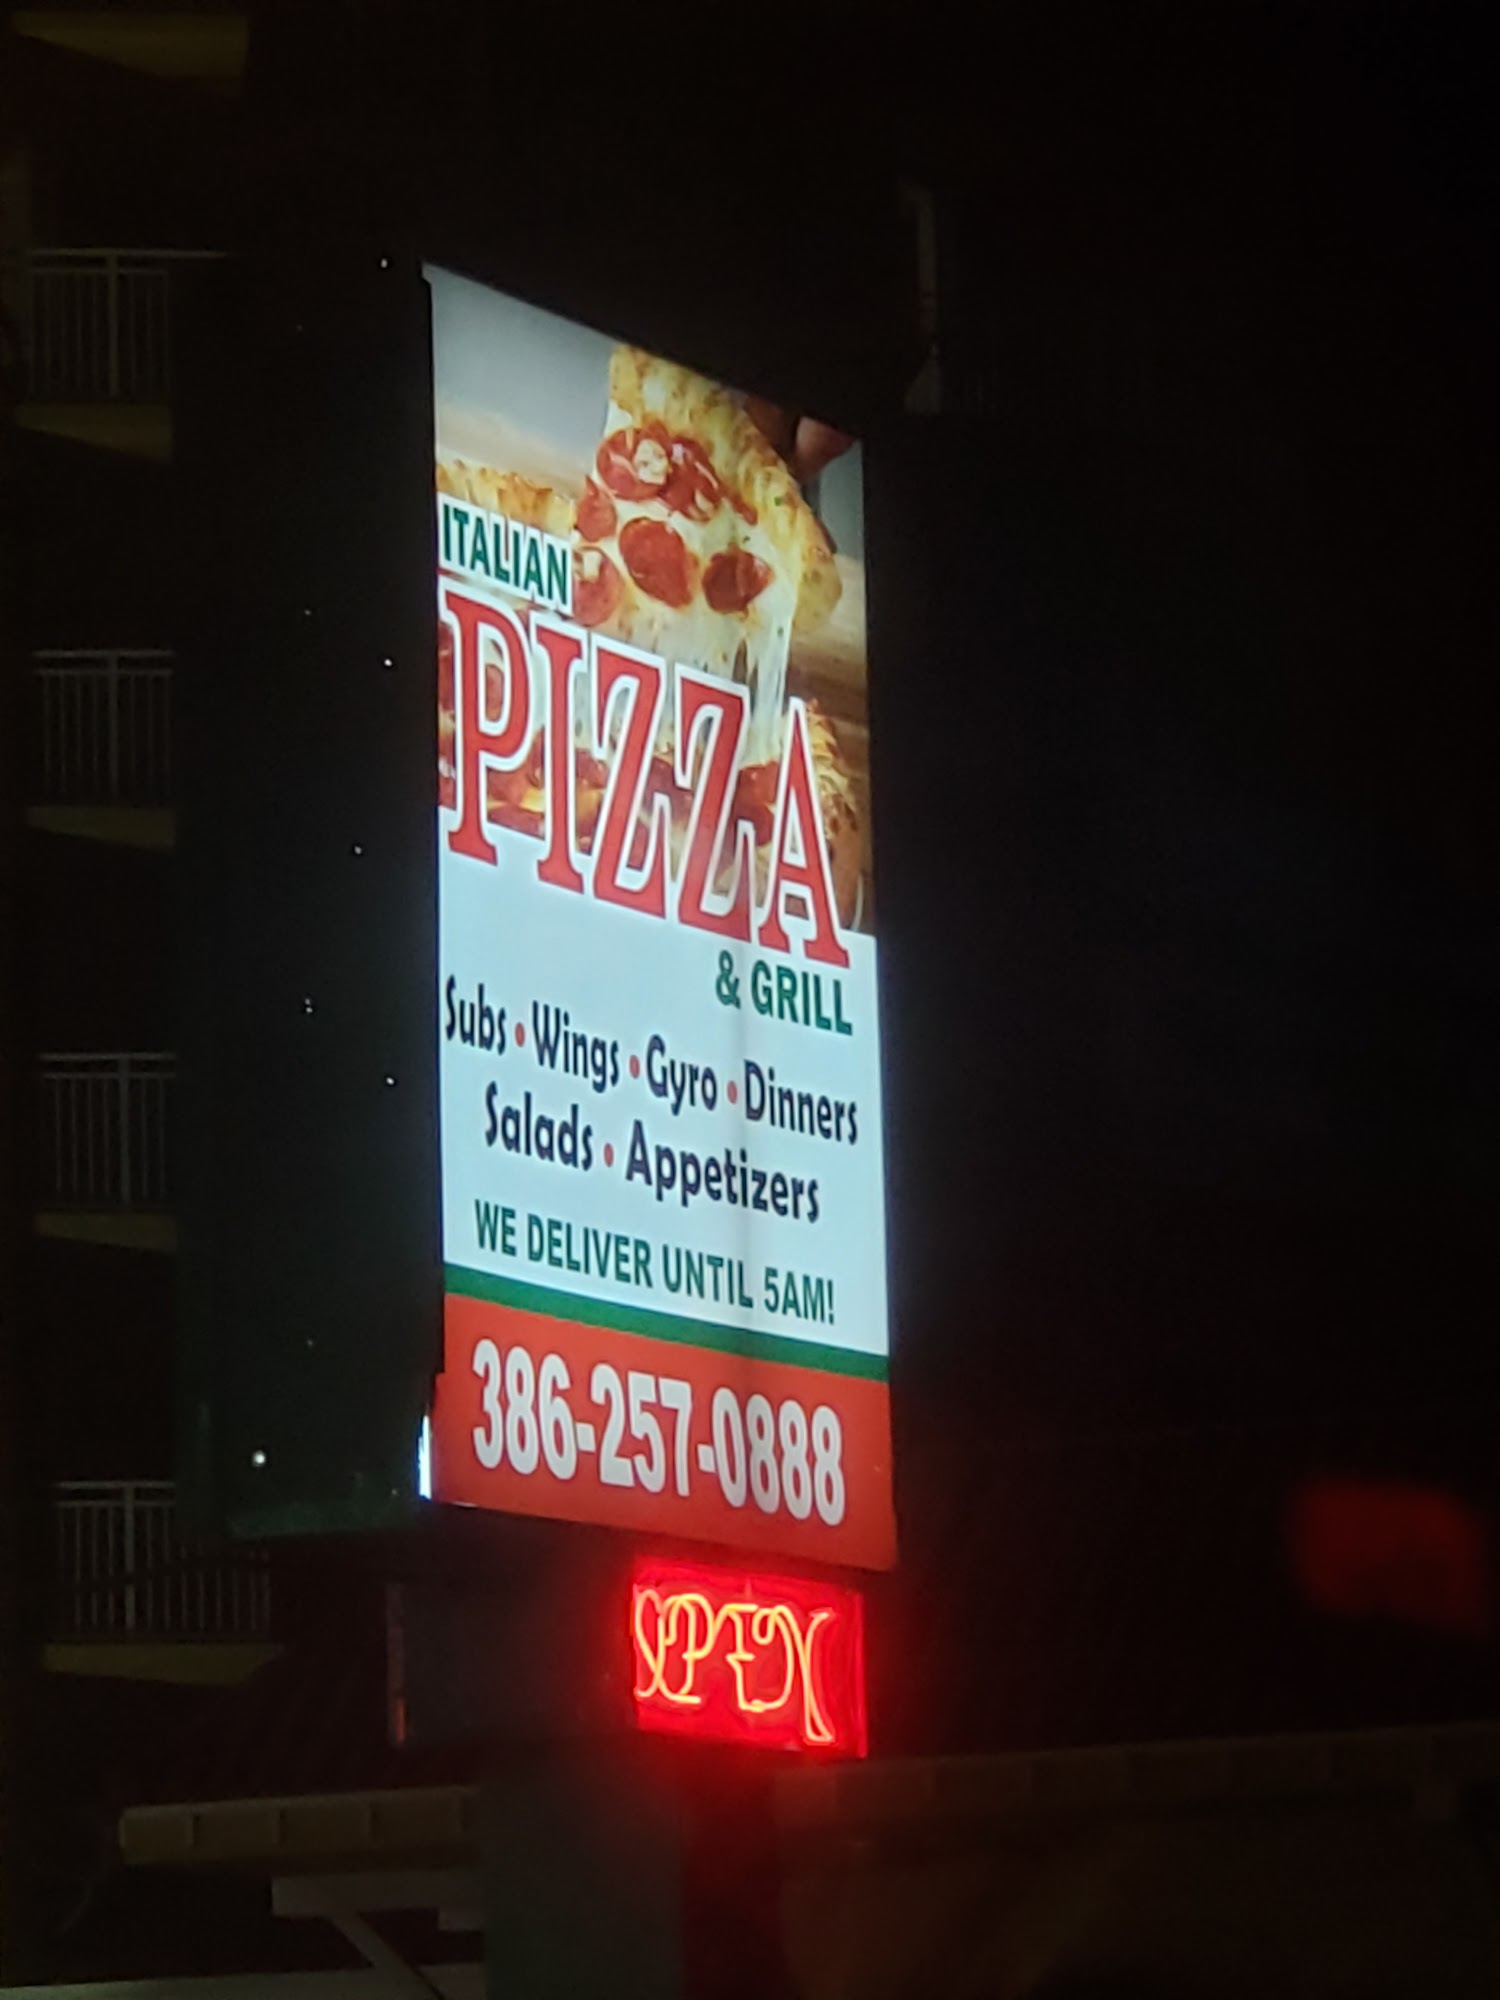 ITALIAN
PIZZA
& GRILL
Subs • Wings • Gyro • Dinners
Salads • Appetizers
WE DELIVER UNTIL 5AM!
386-257-0888
OPEN